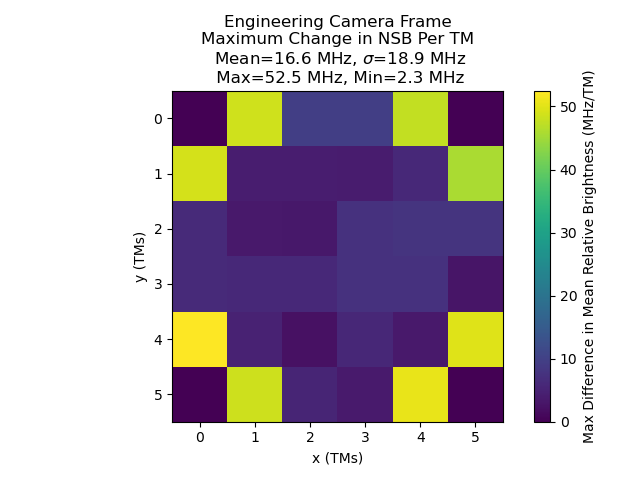 Engineering Camera Frame
Maximum Change in NSB Per TM
Mean=16.6 MHz, σ=18.9 MHz
Max=52.5 MHz, Min=2.3 MHz
0
1
2
3
4
5
y (TMs)
0 1 2 3 4 5
x (TMs)
50
40
30
20
10
0
Max Difference in Mean Relative Brightness (MHz/TM)